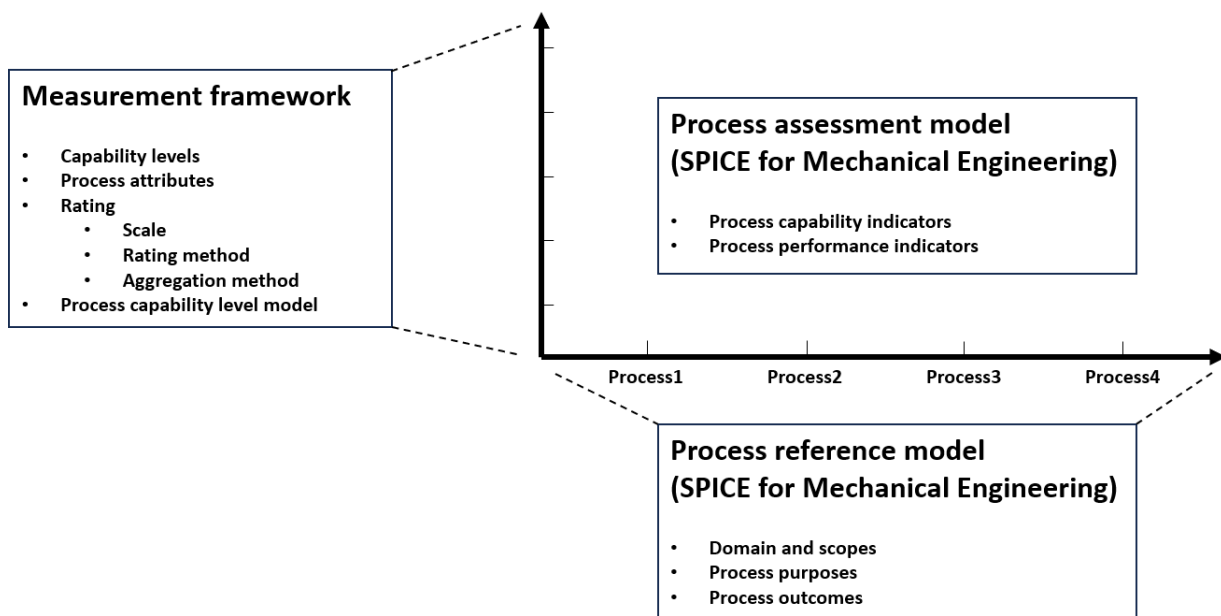 Measurement framework
• Capability levels
• Process attributes
• Rating
• Scale
• Rating method
• Aggregation method
• Process capability level model
Process assessment model
(SPICE for Mechanical Engineering)
• Process capability indicators
• Process performance indicators
Process1 Process2 Process3 Process4
Process reference model
(SPICE for Mechanical Engineering)
• Domain and scopes
• Process purposes
• Process outcomes